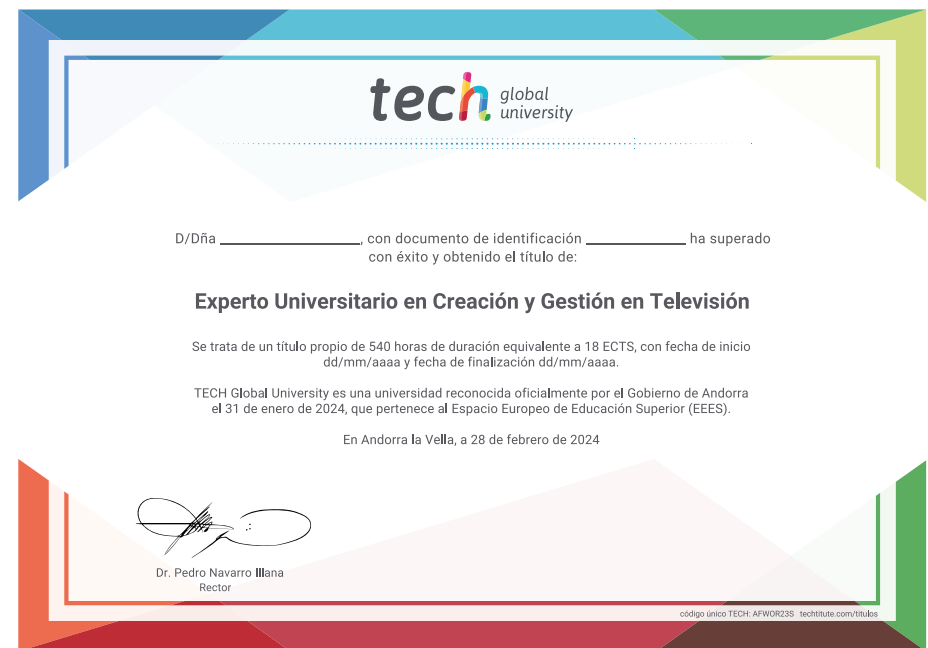 tech global university
D/Dña ______________, con documento de identificación __________ ha superado
con éxito y obtenido el título de:
Experto Universitario en Creación y Gestión en Televisión
Se trata de un título propio de 540 horas de duración equivalente a 18 ECTS, con fecha de inicio
dd/mm/aaaa y fecha de finalización dd/mm/aaaa.
TECH Global University es una universidad reconocida oficialmente por el Gobierno de Andorra
el 31 de enero de 2024, que pertenece al Espacio Europeo de Educación Superior (EEES).
En Andorra la Vella, a 28 de febrero de 2024
Dr. Pedro Navarro Illana
Rector
código único TECH: AFWOR23S techtitute.com/titulos